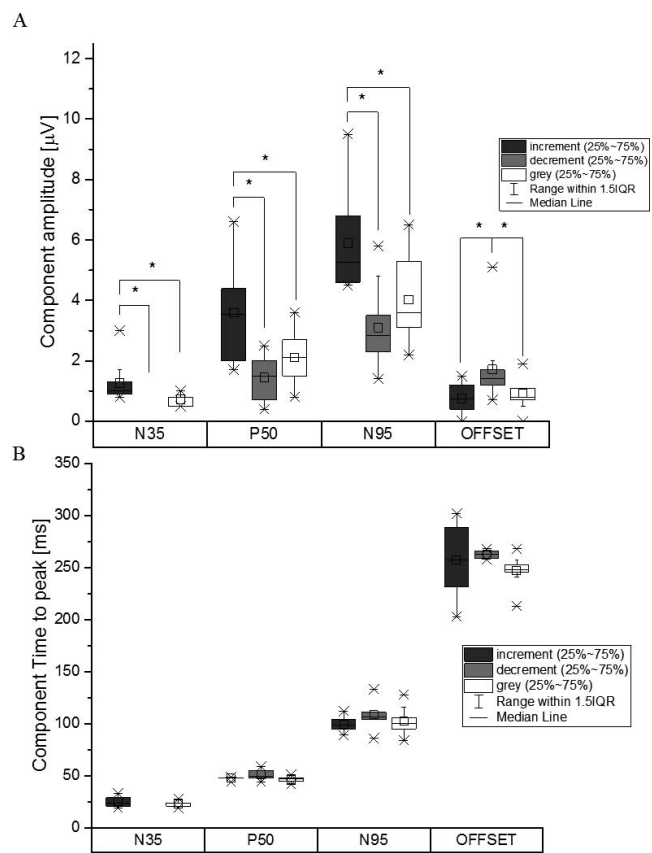 A
Component amplitude [μV]
12
10
8
6
4
2
0
* *
* *
* *
* *
increment (25%~75%)
decrement (25%~75%)
grey (25%~75%)
Range within 1.5IQR
Median Line
N35 P50 N95 OFFSET
B
Component Time to peak [ms]
350
300
250
200
150
100
50
0
increment (25%~75%)
decrement (25%~75%)
grey (25%~75%)
Range within 1.5IQR
Median Line
N35 P50 N95 OFFSET